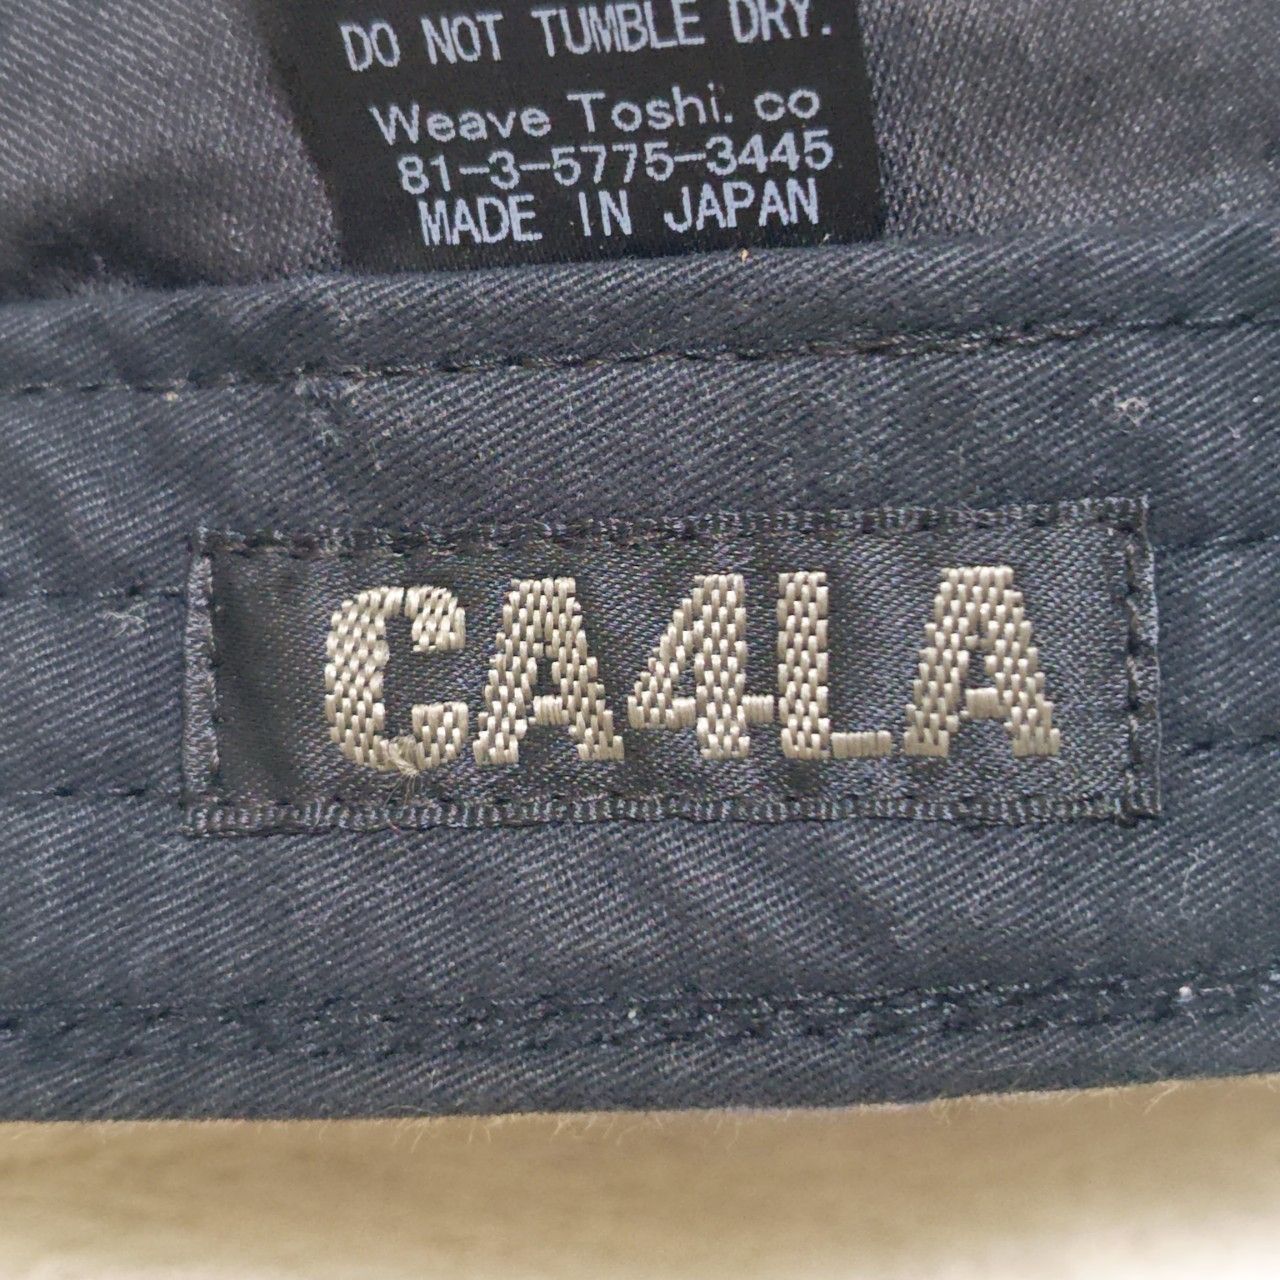 DO NOT TUMBLE DRY.
Weave Toshi. co
81-3-5775-3445
MADE IN JAPAN
CA4LA